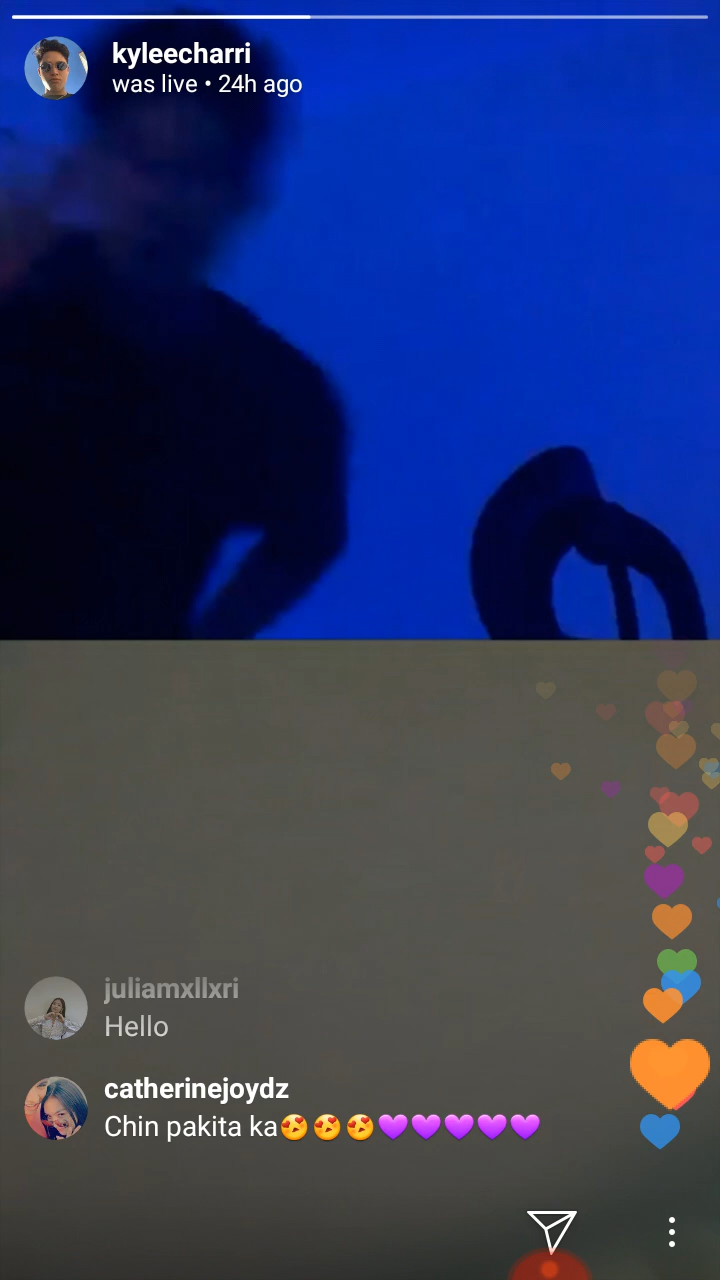 kyleecharri
was live • 24h ago
juliamxllxri
Hello
catherinejoydz
Chin pakita ka😍😍😍💜💜💜💜💜